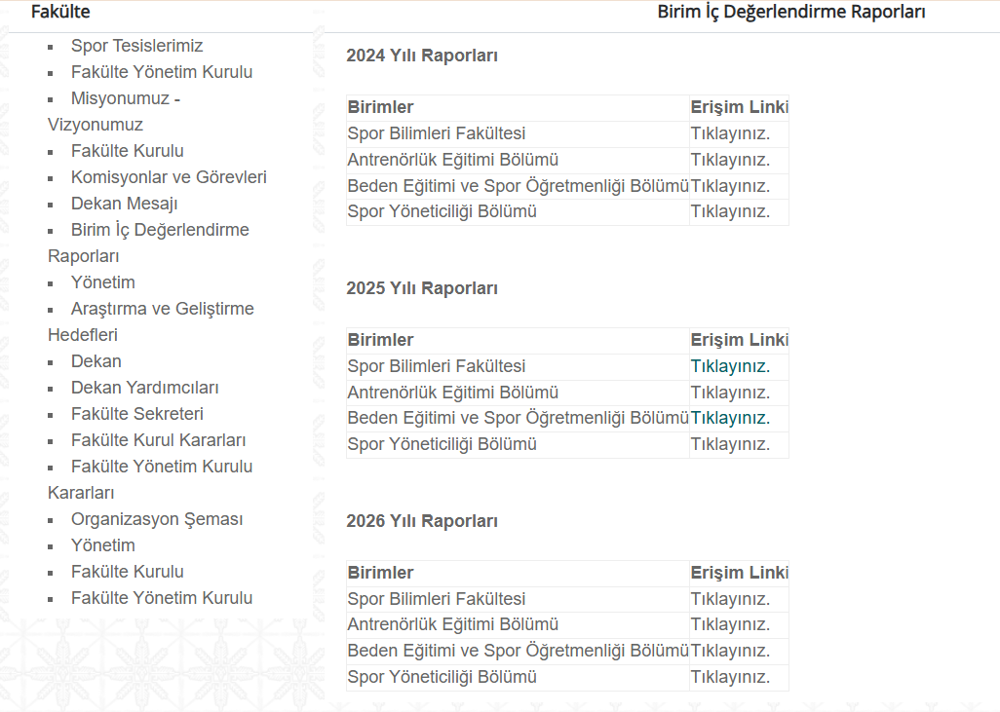 Fakülte
Birim İç Değerlendirme Raporları
Spor Tesislerimiz
Fakülte Yönetim Kurulu
Misyonumuz -
Vizyonumuz
Fakülte Kurulu
Komisyonlar ve Görevleri
Dekan Mesajı
Birim İç Değerlendirme
Raporları
Yönetim
Araştırma ve Geliştirme
Hedefleri
Dekan
Dekan Yardımcıları
Fakülte Sekreteri
Fakülte Kurul Kararları
Fakülte Yönetim Kurulu
Kararları
Organizasyon Şeması
Yönetim
Fakülte Kurulu
Fakülte Yönetim Kurulu
2024 Yılı Raporları
Birimler Erişim Linki
Spor Bilimleri Fakültesi Tıklayınız.
Antrenörlük Eğitimi Bölümü Tıklayınız.
Beden Eğitimi ve Spor Öğretmenliği Bölümü Tıklayınız.
Spor Yöneticiliği Bölümü Tıklayınız.
2025 Yılı Raporları
Birimler Erişim Linki
Spor Bilimleri Fakültesi Tıklayınız.
Antrenörlük Eğitimi Bölümü Tıklayınız.
Beden Eğitimi ve Spor Öğretmenliği Bölümü Tıklayınız.
Spor Yöneticiliği Bölümü Tıklayınız.
2026 Yılı Raporları
Birimler Erişim Linki
Spor Bilimleri Fakültesi Tıklayınız.
Antrenörlük Eğitimi Bölümü Tıklayınız.
Beden Eğitimi ve Spor Öğretmenliği Bölümü Tıklayınız.
Spor Yöneticiliği Bölümü Tıklayınız.